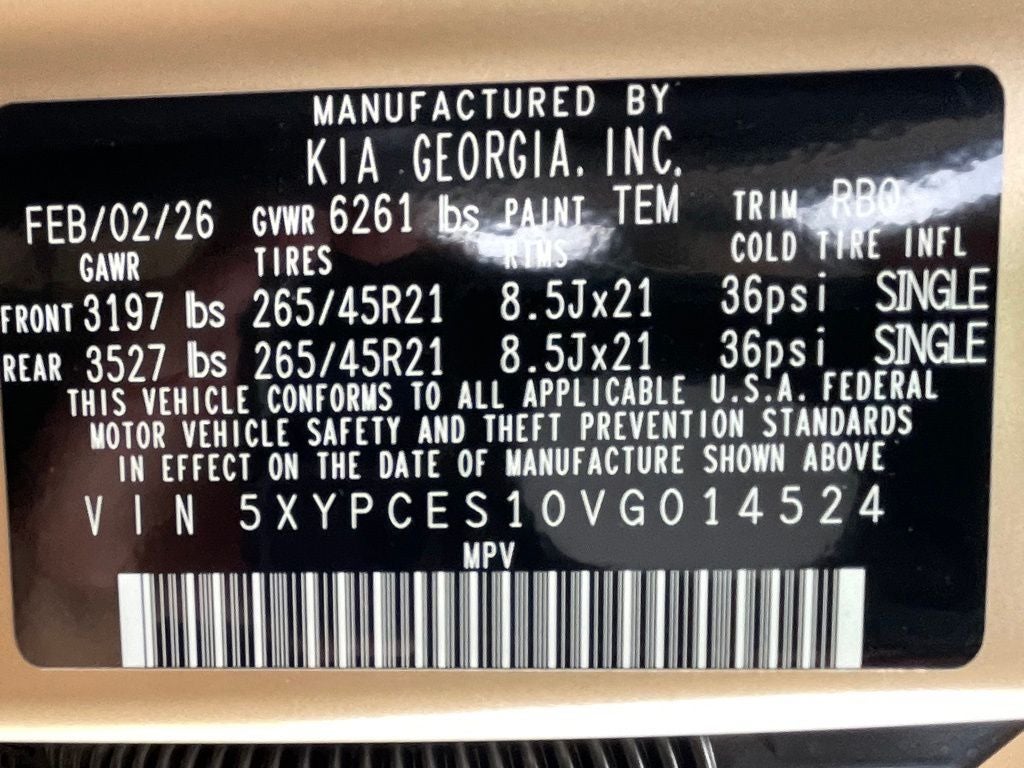 MANUFACTURED BY
KIA GEORGIA, INC.
FEB/02/26 GVWR 6261 lbs PAINT TEM TRIM RBQ
GAWR TIRES RIMS COLD TIRE INFL
FRONT 3197 lbs 265/45R21 8.5Jx21 36psi SINGLE
REAR 3527 lbs 265/45R21 8.5Jx21 36psi SINGLE
THIS VEHICLE CONFORMS TO ALL APPLICABLE U.S.A. FEDERAL
MOTOR VEHICLE SAFETY AND THEFT PREVENTION STANDARDS
IN EFFECT ON THE DATE OF MANUFACTURE SHOWN ABOVE
VIN 5XYPCES10VG014524
MPV